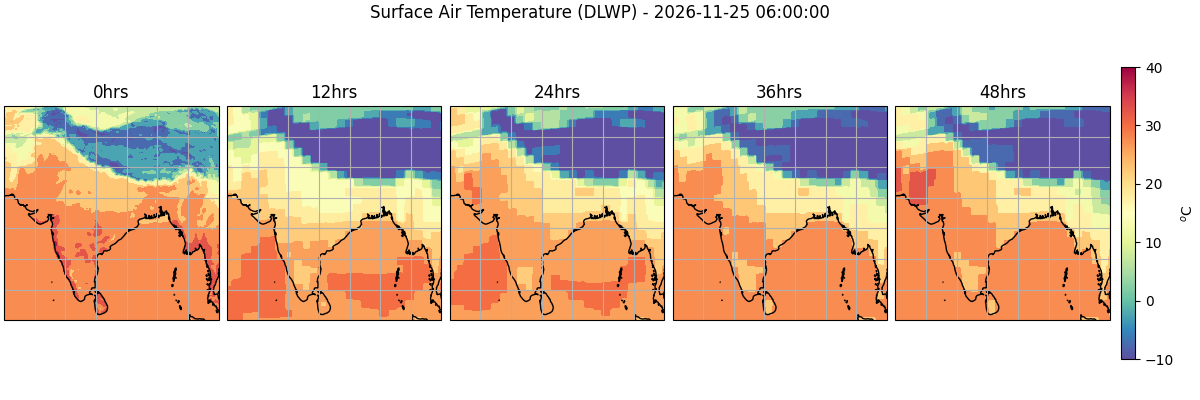 Surface Air Temperature (DLWP) - 2026-11-25 06:00:00
0hrs
12hrs
24hrs
36hrs
48hrs
40
30
20
10
0
−10
°C